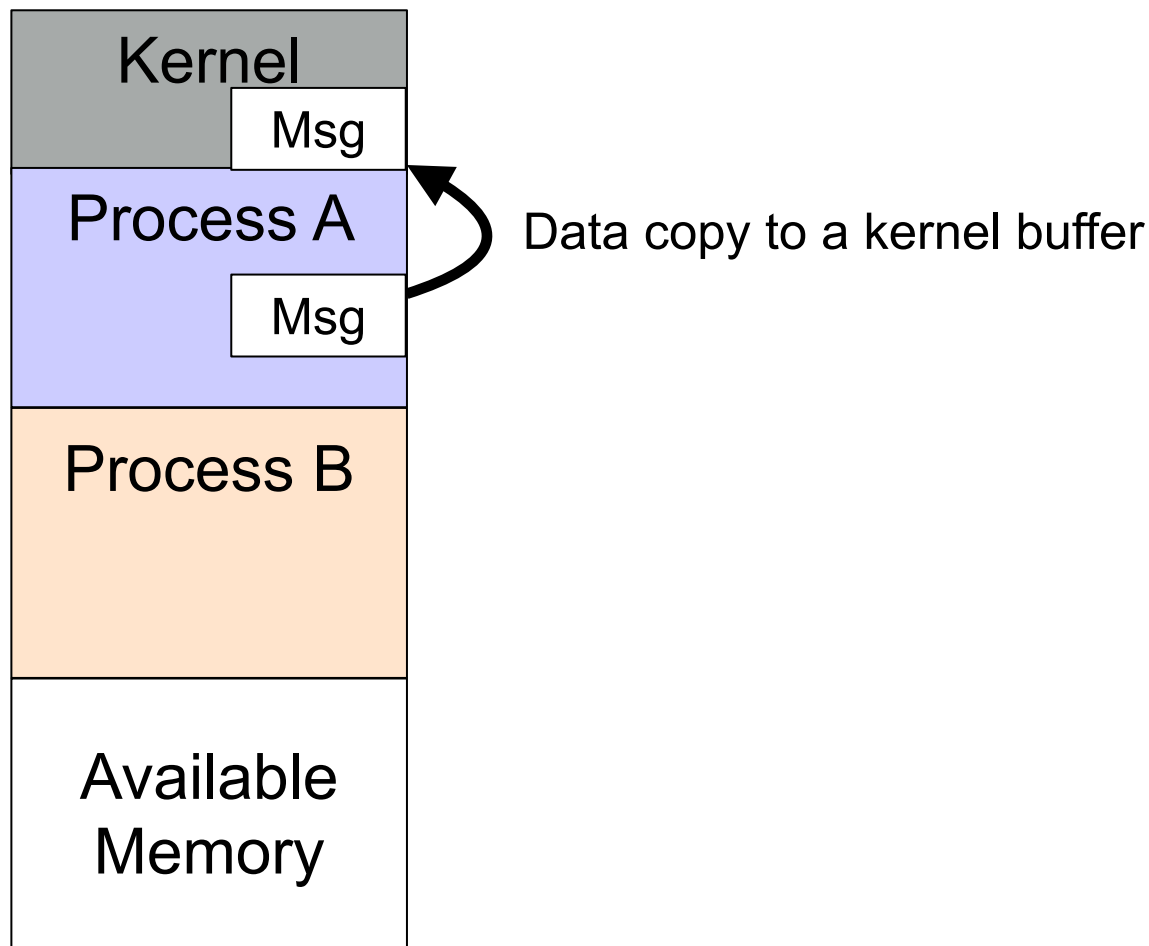 Kernel
Msg
Process A
Data copy to a kernel buffer
Msg
Process B
Available
Memory